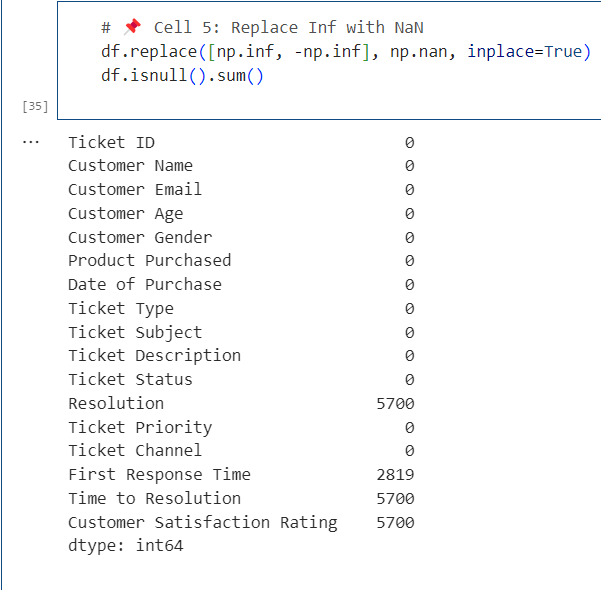 # 📌 Cell 5: Replace Inf with NaN
df.replace([np.inf, -np.inf], np.nan, inplace=True)
df.isnull().sum()
[35]
...
Ticket ID 0
Customer Name 0
Customer Email 0
Customer Age 0
Customer Gender 0
Product Purchased 0
Date of Purchase 0
Ticket Type 0
Ticket Subject 0
Ticket Description 0
Ticket Status 0
Resolution 5700
Ticket Priority 0
Ticket Channel 0
First Response Time 2819
Time to Resolution 5700
Customer Satisfaction Rating 5700
dtype: int64